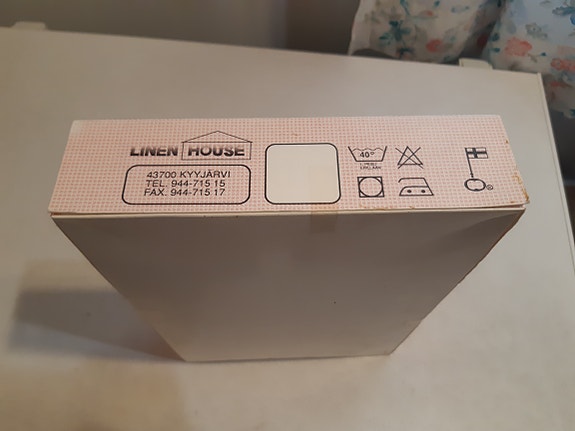 LINEN HOUSE
43700 KYYJÄRVI
TEL. 944-715 15
FAX. 944-715 17
40°